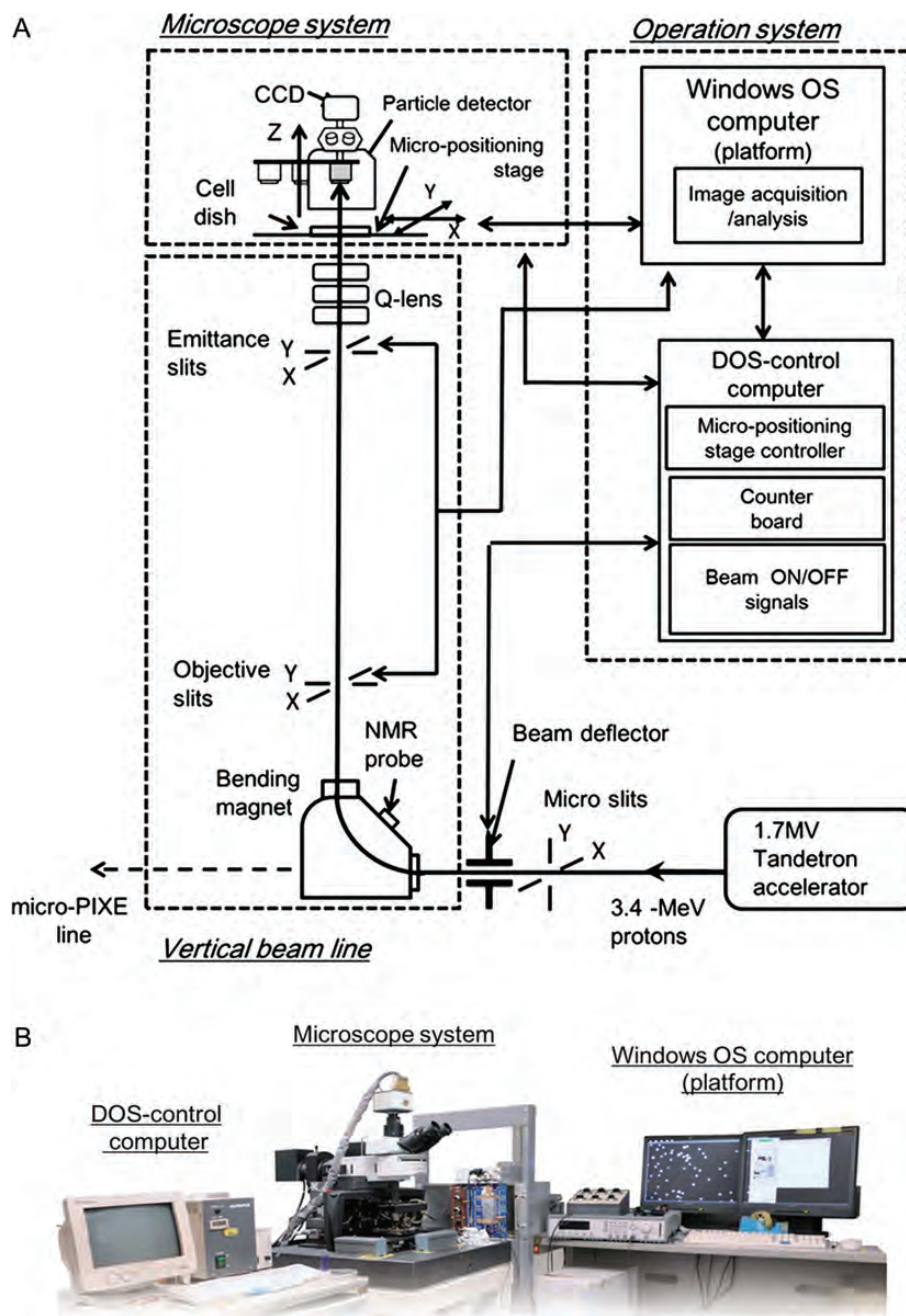 A
Microscope system
CCD
Particle detector
Z
Micro-positioning
stage
Cell
dish
Y
X
Operation system
Windows OS
computer
(platform)
Image acquisition
/analysis
Q-lens
Emittance
slits
Y
X
DOS-control
computer
Micro-positioning
stage controller
Counter
board
Beam ON/OFF
signals
Objective
slits
Y
X
NMR
probe
Bending
magnet
Beam deflector
Micro slits
Y
X
1.7MV
Tandetron
accelerator
3.4 -MeV
protons
micro-PIXE
line
Vertical beam line
B
Microscope system
Windows OS computer
(platform)
DOS-control
computer